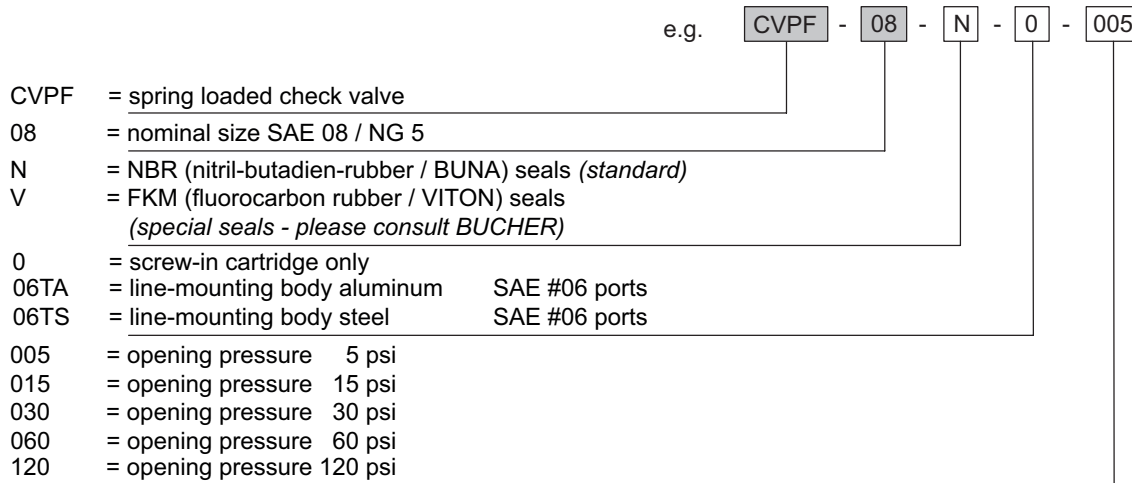 e.g. CVPF - 08 - N - 0 - 005
CVPF = spring loaded check valve
08 = nominal size SAE 08 / NG 5
N = NBR (nitril-butadien-rubber / BUNA) seals (standard)
V = FKM (fluorocarbon rubber / VITON) seals
(special seals - please consult BUCHER)
0 = screw-in cartridge only
06TA = line-mounting body aluminum SAE #06 ports
06TS = line-mounting body steel SAE #06 ports
005 = opening pressure 5 psi
015 = opening pressure 15 psi
030 = opening pressure 30 psi
060 = opening pressure 60 psi
120 = opening pressure 120 psi